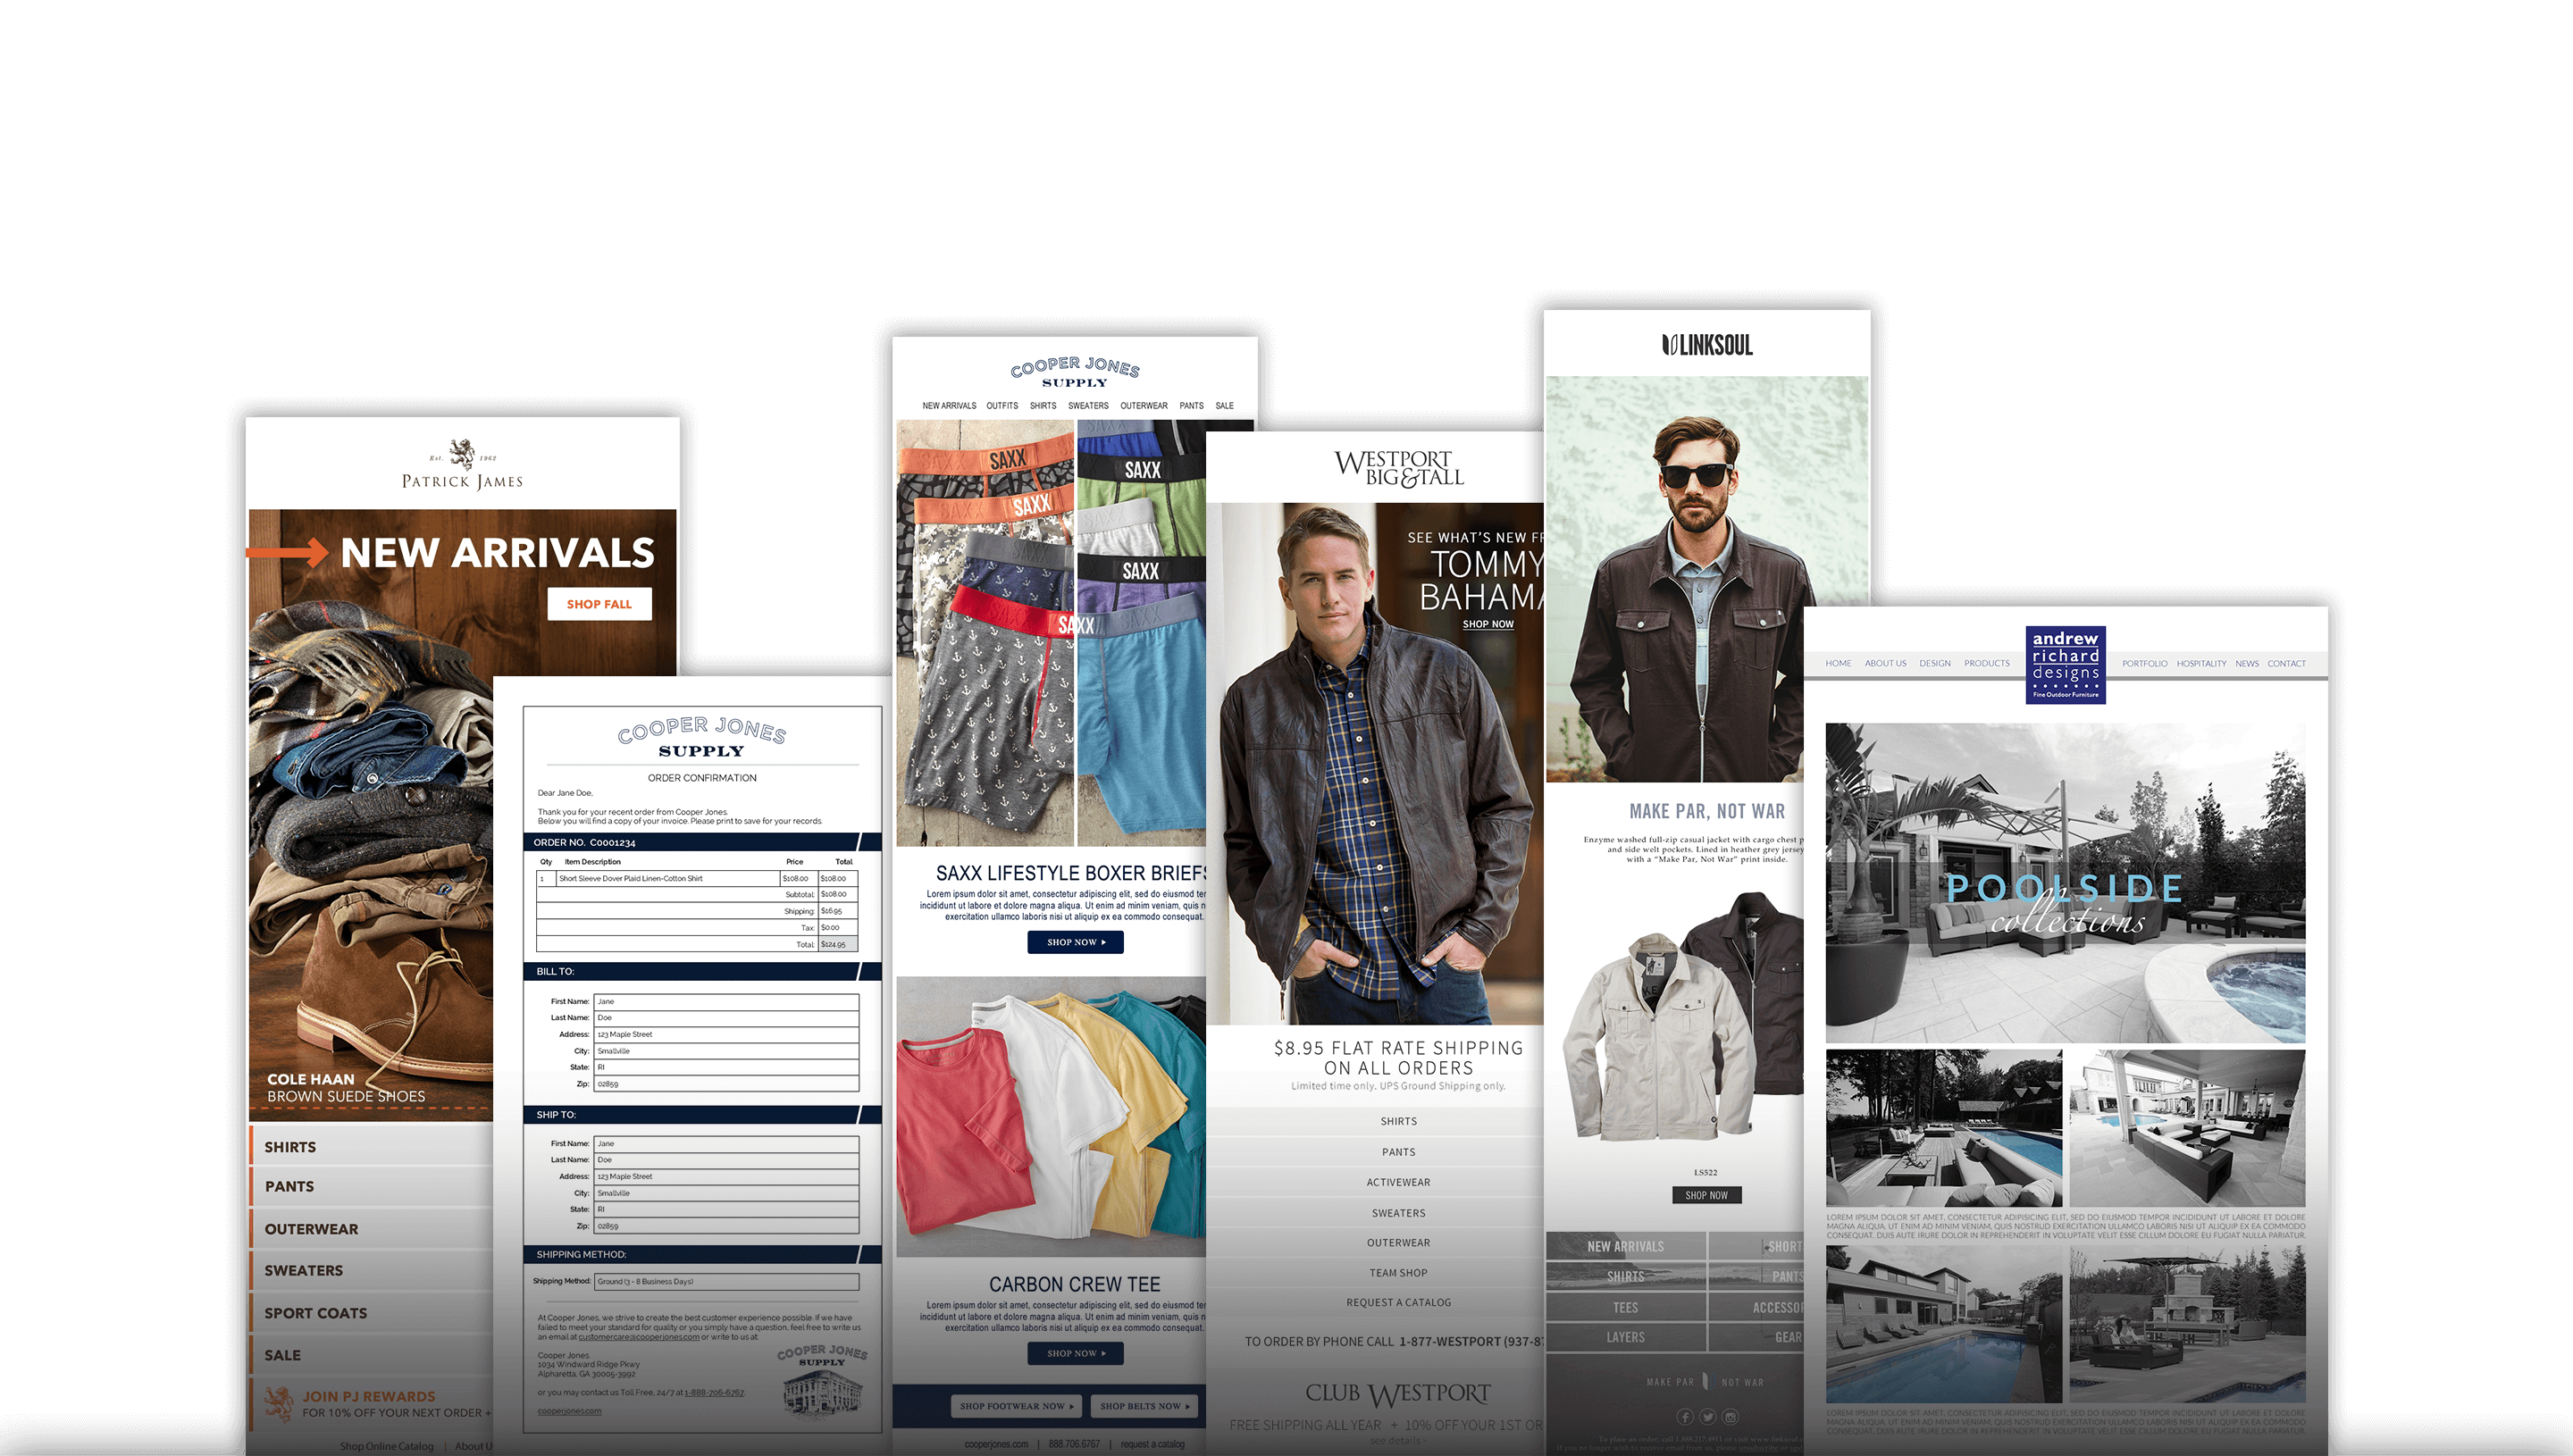 Est. 1962
PATRICK JAMES
NEW ARRIVALS
SHOP FALL
COLE HAAN
BROWN SUEDE SHOES
SHIRTS
PANTS
OUTERWEAR
SWEATERS
SPORT COATS
SALE
JOIN PJ REWARDS
FOR 10% OFF YOUR NEXT ORDER +
Shop Online Catalog | About U
COOPER JONES
SUPPLY
ORDER CONFIRMATION
Dear Jane Doe,
Thank you for your recent order from Cooper Jones.
Below you will find a copy of your invoice. Please print to save for your records.
ORDER NO. C0001234
Qty Item Description Price Total
1 Short Sleeve Dover Plaid Linen-Cotton Shirt $108.00 $108.00
Subtotal: $108.00
Shipping: $16.95
Tax: $0.00
Total: $124.95
BILL TO:
First Name: Jane
Last Name: Doe
Address: 123 Maple Street
City: Smallville
State: RI
Zip: 02859
SHIP TO:
First Name: Jane
Last Name: Doe
Address: 123 Maple Street
City: Smallville
State: RI
Zip: 02859
SHIPPING METHOD:
Shipping Method: Ground (3 - 8 Business Days)
At Cooper Jones, we strive to create the best customer experience possible. If we have
failed to meet your standard for quality or you simply have a question, feel free to write us
an email at customercare@cooperjones.com or write to us at:
Cooper Jones
1034 Windward Ridge Pkwy
Alpharetta, GA 30005-3992
or you may contact us Toll Free, 24/7 at 1-888-706-6767.
cooperjones.com
COOPER JONES
SUPPLY
COOPER JONES
SUPPLY
NEW ARRIVALS OUTFITS SHIRTS SWEATERS OUTERWEAR PANTS SALE
SAXX
SAXX
SAXX
SAXX
SAXX
SAXX LIFESTYLE BOXER BRIEFS
Lorem ipsum dolor sit amet, consectetur adipiscing elit, sed do eiusmod te
incididunt ut labore et dolore magna aliqua. Ut enim ad minim veniam, quis n
exercitation ullamco laboris nisi ut aliquip ex ea commodo consequat.
SHOP NOW
CARBON CREW TEE
Lorem ipsum dolor sit amet, consectetur adipiscing elit, sed do eiusmod te
incididunt ut labore et dolore magna aliqua. Ut enim ad minim veniam, quis n
exercitation ullamco laboris nisi ut aliquip ex ea commodo consequat.
SHOP NOW
SHOP FOOTWEAR NOW SHOP BELTS NOW
cooperjones.com | 888.706.6767 | request a catalog
WESTPORT
BIG&TALL
SEE WHAT'S NEW FR
TOMMY
BAHAMA
SHOP NOW
$8.95 FLAT RATE SHIPPING
ON ALL ORDERS
Limited time only. UPS Ground Shipping only.
SHIRTS
PANTS
ACTIVEWEAR
SWEATERS
OUTERWEAR
TEAM SHOP
REQUEST A CATALOG
TO ORDER BY PHONE CALL 1-877-WESTPORT (937-87
CLUB WESTPORT
FREE SHIPPING ALL YEAR + 10% OFF YOUR 1ST OR
see details
LINKSOUL
MAKE PAR, NOT WAR
Enzyme washed full-zip casual jacket with cargo chest p
and side welt pockets. Lined in heather grey jersey
with a "Make Par, Not War" print inside.
LS522
SHOP NOW
NEW ARRIVALS SHORT
SHIRTS PANTS
TEES ACCESSOR
LAYERS GEAR
MAKE PAR NOT WAR
andrew
richard
designs
Fine Outdoor Furniture
HOME ABOUT US DESIGN PRODUCTS PORTFOLIO HOSPITALITY NEWS CONTACT
POOLSIDE
collections
LOREM IPSUM DOLOR SIT AMET, CONSECTETUR ADIPISICING ELIT, SED DO EIUSMOD TEMPOR INCIDIDUNT UT LABORE ET DOLORE
MAGNA ALIQUA. UT ENIM AD MINIM VENIAM, QUIS NOSTRUD EXERCITATION ULLAMCO LABORIS NISI UT ALIQUIP EX EA COMMODO
CONSEQUAT. DUIS AUTE IRURE DOLOR IN REPREHENDERIT IN VOLUPTATE VELIT ESSE CILLUM DOLORE EU FUGIAT NULLA PARIATUR.
LOREM IPSUM DOLOR SIT AMET, CONSECTETUR ADIPISICING ELIT, SED DO EIUSMOD TEMPOR INCIDIDUNT UT LABORE ET DOLORE
MAGNA ALIQUA. UT ENIM AD MINIM VENIAM, QUIS NOSTRUD EXERCITATION ULLAMCO LABORIS NISI UT ALIQUIP EX EA COMMODO
CONSEQUAT. DUIS AUTE IRURE DOLOR IN REPREHENDERIT IN VOLUPTATE VELIT ESSE CILLUM DOLORE EU FUGIAT NULLA PARIATUR.